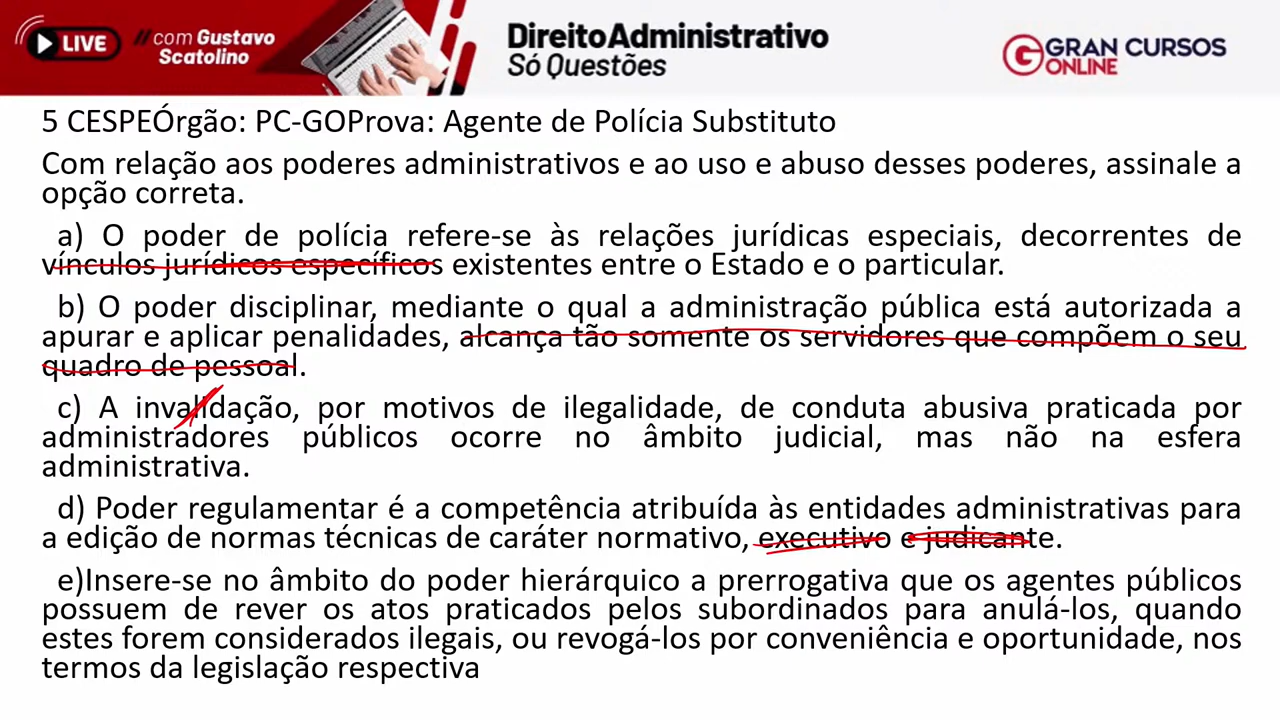 LIVE
// com Gustavo
Scatolino
Direito Administrativo
Só Questões
GRAN CURSOS
ONLINE
5 CESPEÓrgão: PC-GOProva: Agente de Polícia Substituto
Com relação aos poderes administrativos e ao uso e abuso desses poderes, assinale a
opção correta.
a) O poder de polícia refere-se às relações jurídicas especiais, decorrentes de
vínculos jurídicos específicos existentes entre o Estado e o particular.
b) O poder disciplinar, mediante o qual a administração pública está autorizada a
apurar e aplicar penalidades, alcança tão somente os servidores que compõem o seu
quadro de pessoal.
c) A invalidação, por motivos de ilegalidade, de conduta abusiva praticada por
administradores públicos ocorre no âmbito judicial, mas não na esfera
administrativa.
d) Poder regulamentar é a competência atribuída às entidades administrativas para
a edição de normas técnicas de caráter normativo, executivo e judicante.
e)Insere-se no âmbito do poder hierárquico a prerrogativa que os agentes públicos
possuem de rever os atos praticados pelos subordinados para anulá-los, quando
estes forem considerados ilegais, ou revogá-los por conveniência e oportunidade, nos
termos da legislação respectiva